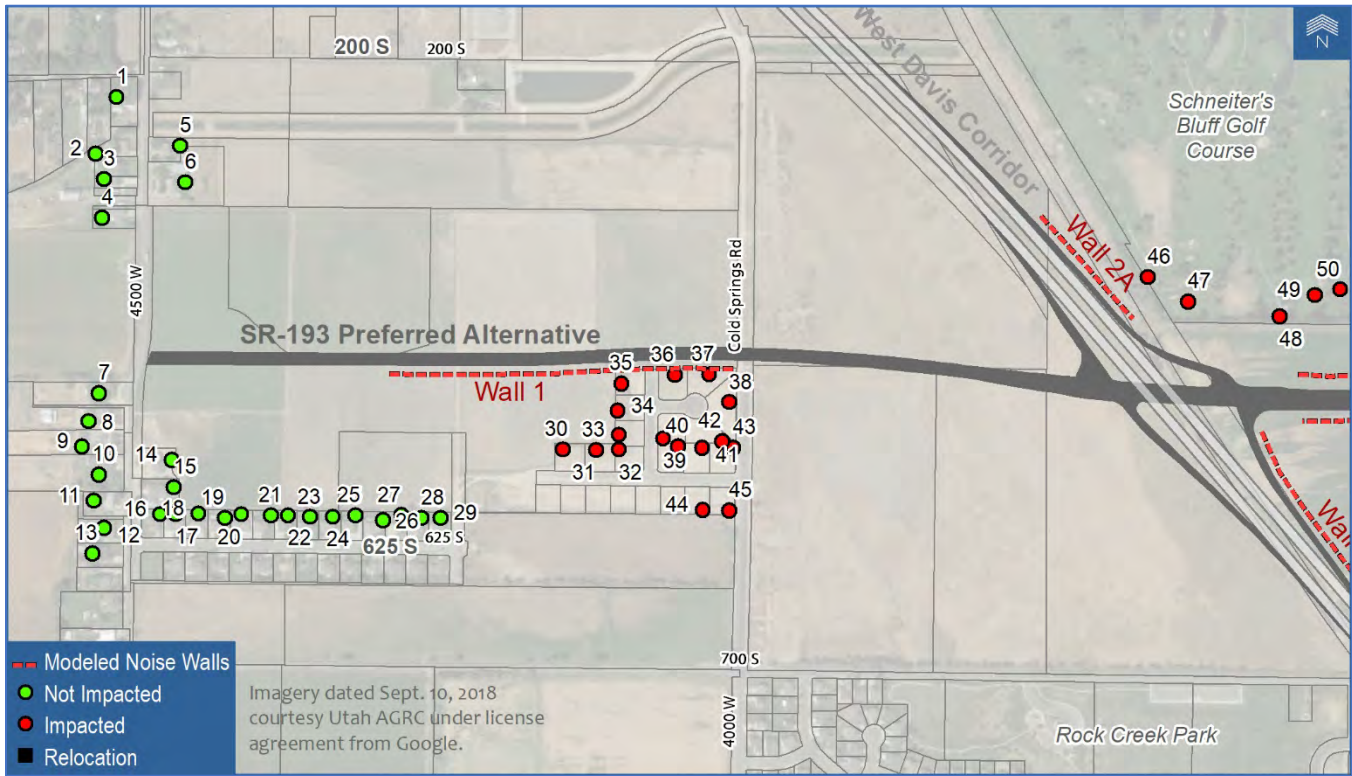 200 S
200 S
West Davis Corridor
N
1
2
3
4
5
6
Schneiter's
Bluff Golf
Course
4500 W
Cold Springs Rd
Wall 2A
46
47
48
49
50
SR-193 Preferred Alternative
Wall 1
7
8
9
10
11
12
13
14
15
16
17
18
19
20
21
22
23
24
25
26
27
28
29
625 S
625 S
30
31
32
33
34
35
36
37
38
39
40
41
42
43
44
45
Wall
700 S
4000 W
Rock Creek Park
Modeled Noise Walls
Not Impacted
Impacted
Relocation
Imagery dated Sept. 10, 2018
courtesy Utah AGRC under license
agreement from Google.